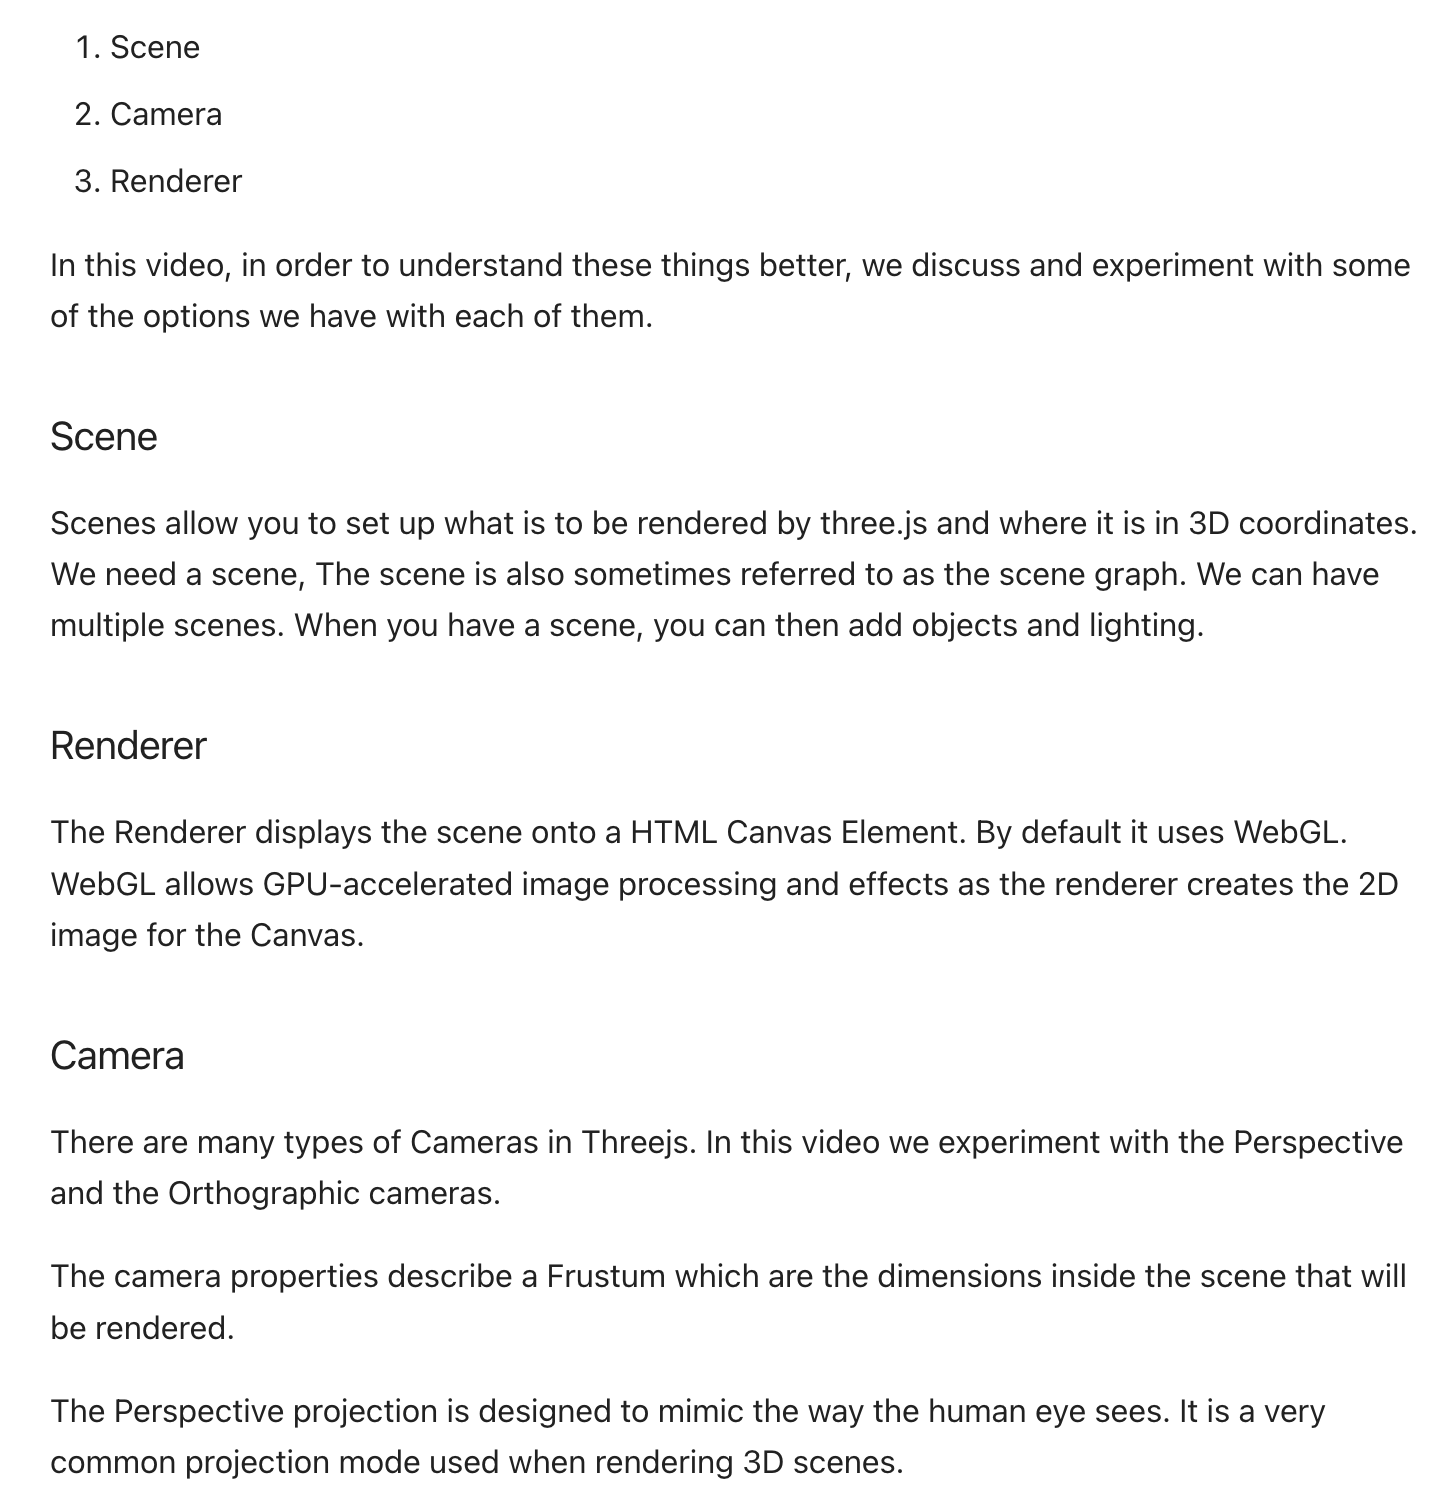 1. Scene
2. Camera
3. Renderer
In this video, in order to understand these things better, we discuss and experiment with some
of the options we have with each of them.
Scene
Scenes allow you to set up what is to be rendered by three.js and where it is in 3D coordinates.
We need a scene, The scene is also sometimes referred to as the scene graph. We can have
multiple scenes. When you have a scene, you can then add objects and lighting.
Renderer
The Renderer displays the scene onto a HTML Canvas Element. By default it uses WebGL.
WebGL allows GPU-accelerated image processing and effects as the renderer creates the 2D
image for the Canvas.
Camera
There are many types of Cameras in Threejs. In this video we experiment with the Perspective
and the Orthographic cameras.
The camera properties describe a Frustum which are the dimensions inside the scene that will
be rendered.
The Perspective projection is designed to mimic the way the human eye sees. It is a very
common projection mode used when rendering 3D scenes.